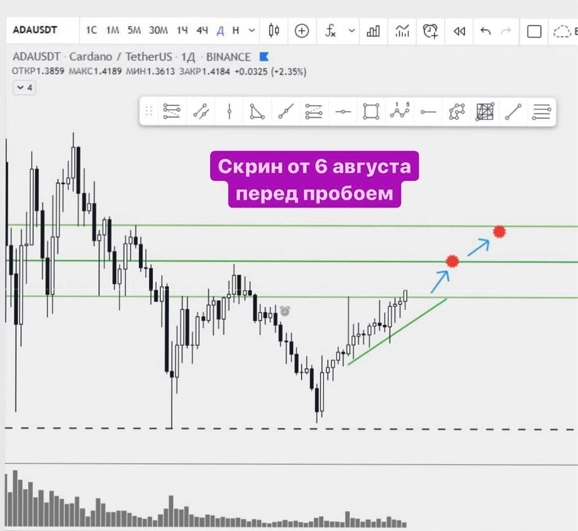 ADAUSDT 1С 1М 5М 30М 1Ч 4Ч Д Н
ADAUSDT · Cardano / TetherUS · 1Д · BINANCE
ОТКР1.3859 МАКС1.4189 МИН1.3613 ЗАКР1.4184 +0.0325 (+2.35%)
4
Скрин от 6 августа
перед пробоем